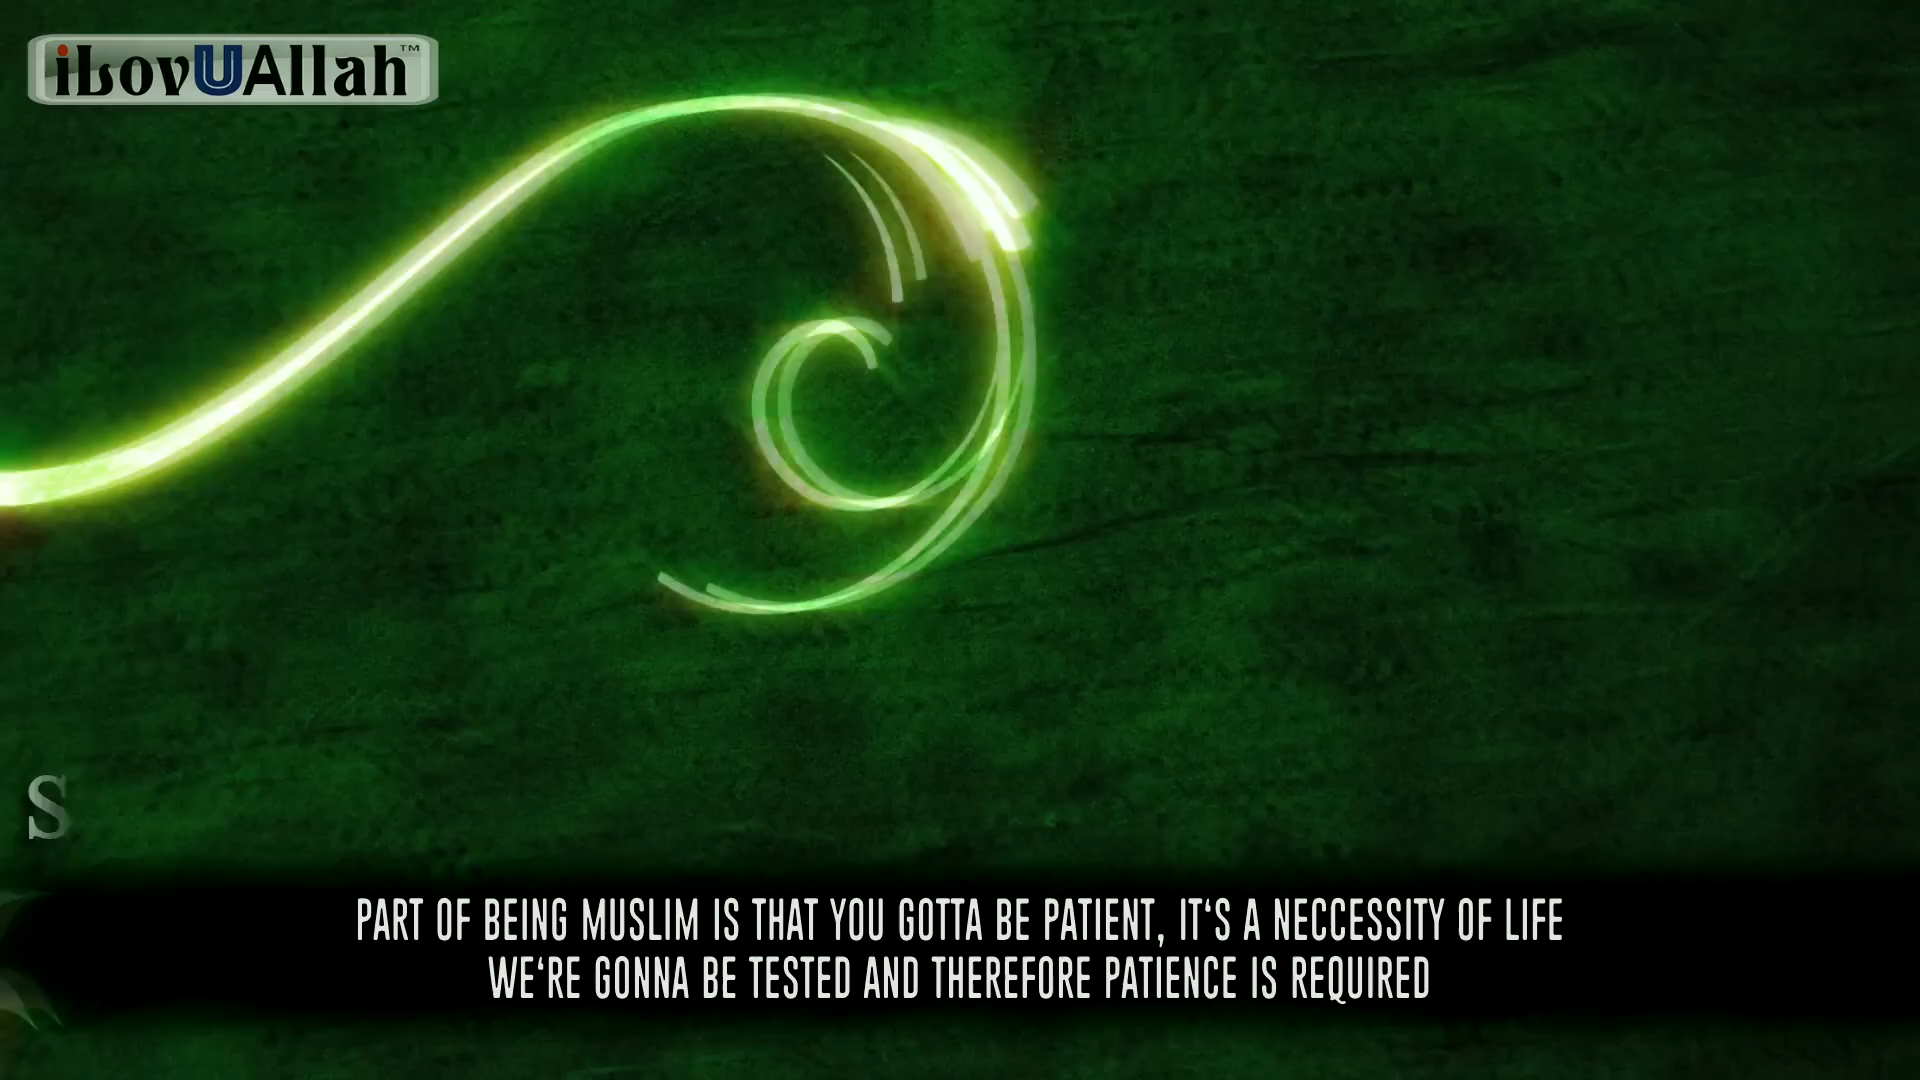 iLovUAllah™
S
PART OF BEING MUSLIM IS THAT YOU GOTTA BE PATIENT, IT‘S A NECCESSITY OF LIFE
WE‘RE GONNA BE TESTED AND THEREFORE PATIENCE IS REQUIRED